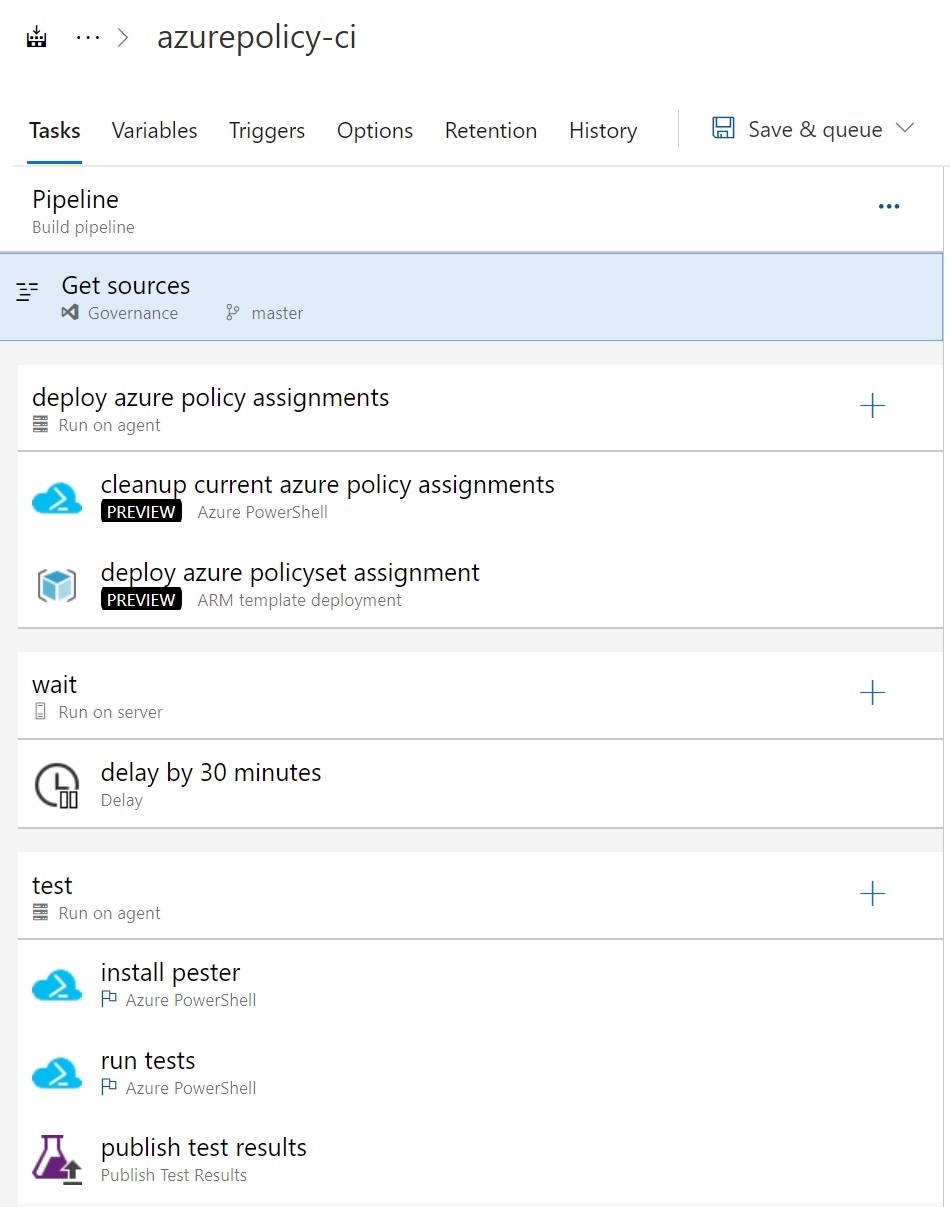 azurepolicy-ci
Tasks Variables Triggers Options Retention History Save & queue
Pipeline
Build pipeline
Get sources
Governance master
deploy azure policy assignments
Run on agent
cleanup current azure policy assignments
PREVIEW Azure PowerShell
deploy azure policyset assignment
PREVIEW ARM template deployment
wait
Run on server
delay by 30 minutes
Delay
test
Run on agent
install pester
Azure PowerShell
run tests
Azure PowerShell
publish test results
Publish Test Results